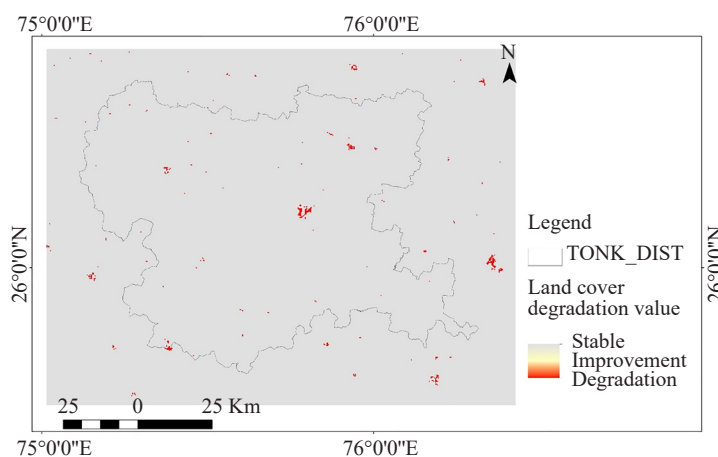 75°0'0"E 76°0'0"E
N
26°0'0"N
26°0'0"N
Legend
TONK_DIST
Land cover
degradation value
Stable
Improvement
Degradation
25 0 25 Km
75°0'0"E 76°0'0"E